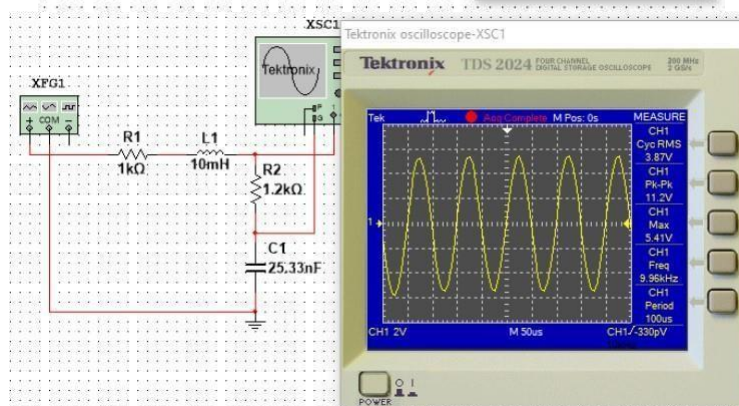 XSC1
Tektronix
P
G
XFG1
COM
R1
1kΩ
L1
10mH
R2
1.2kΩ
C1
25.33nF
Tektronix oscilloscope-XSC1
Tektronix TDS 2024 FOUR CHANNEL DIGITAL STORAGE OSCILLOSCOPE 200 MHz 2 GS/s
Tek Acq Complete M Pos: 0s MEASURE
CH1
Cyc RMS
3.87V
CH1
Pk-Pk
11.2V
CH1
Max
5.41V
CH1
Freq
9.96kHz
CH1
Period
100us
1
CH1 2V M 50us CH1/-330pV
POWER